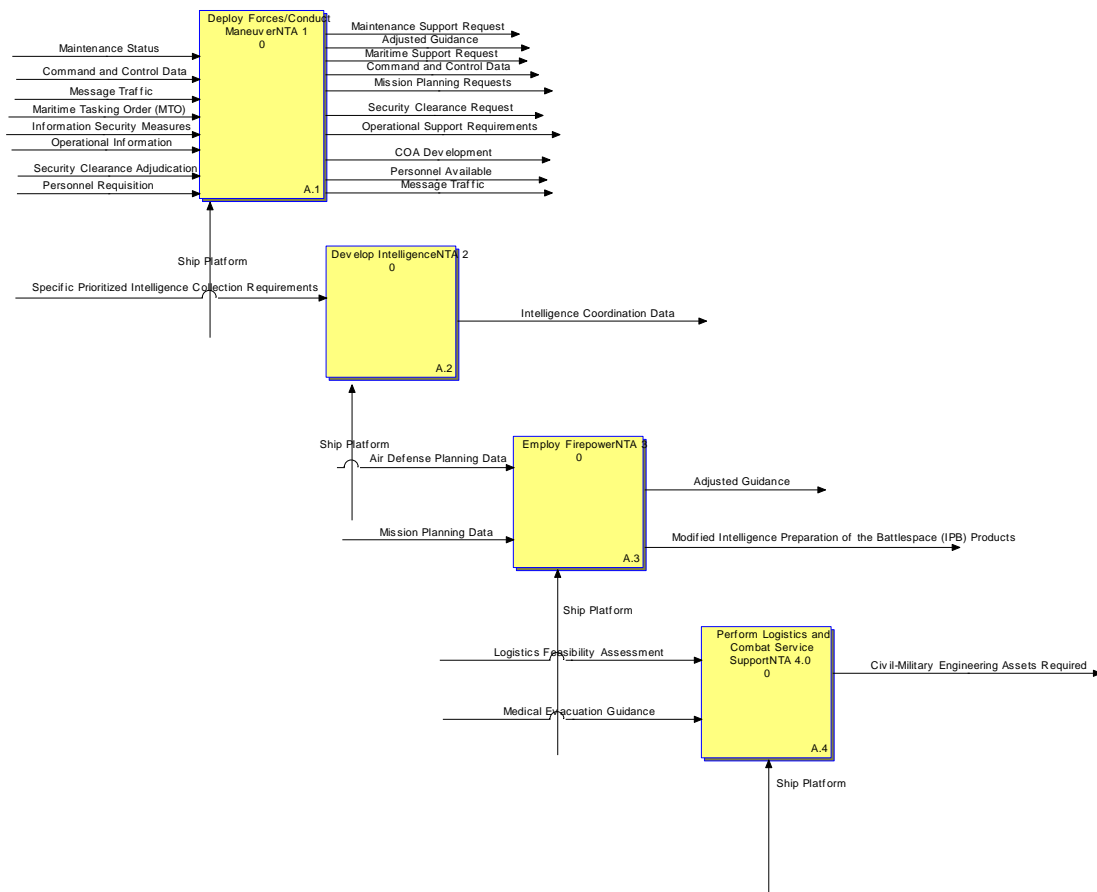 Deploy Forces/Conduct
ManeuverNTA 1
0
Maintenance Status
Command and Control Data
Message Traffic
Maritime Tasking Order (MTO)
Information Security Measures
Operational Information
Security Clearance Adjudication
Personnel Requisition
Maintenance Support Request
Adjusted Guidance
Maritime Support Request
Command and Control Data
Mission Planning Requests
Security Clearance Request
Operational Support Requirements
COA Development
Personnel Available
Message Traffic
A.1
Ship Platform
Develop IntelligenceNTA 2
0
Specific Prioritized Intelligence Collection Requirements
Intelligence Coordination Data
A.2
Ship Platform
Employ FirepowerNTA 3
0
Air Defense Planning Data
Mission Planning Data
Adjusted Guidance
Modified Intelligence Preparation of the Battlespace (IPB) Products
A.3
Ship Platform
Perform Logistics and
Combat Service
SupportNTA 4.0
0
Logistics Feasibility Assessment
Medical Evacuation Guidance
Civil-Military Engineering Assets Required
A.4
Ship Platform